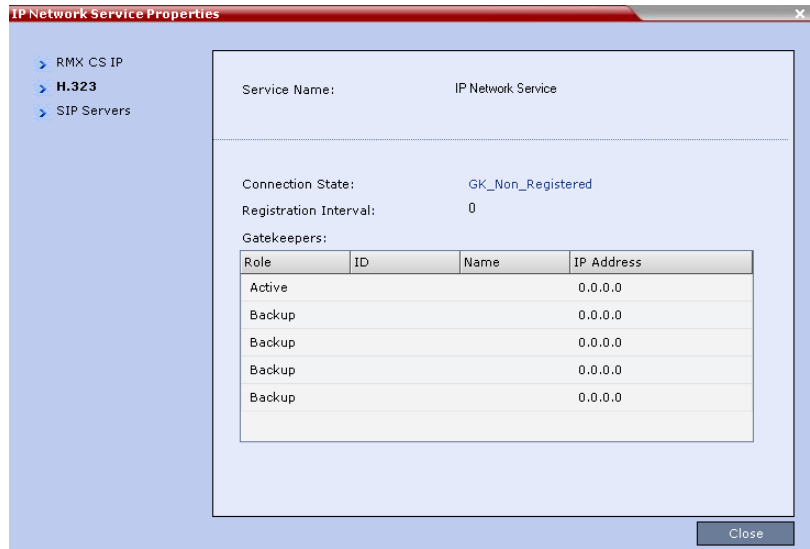 IP Network Service Properties
RMX CS IP
H.323
SIP Servers
Service Name: IP Network Service
Connection State: GK_Non_Registered
Registration Interval: 0
Gatekeepers:
Role ID Name IP Address
Active 0.0.0.0
Backup 0.0.0.0
Backup 0.0.0.0
Backup 0.0.0.0
Backup 0.0.0.0
Close